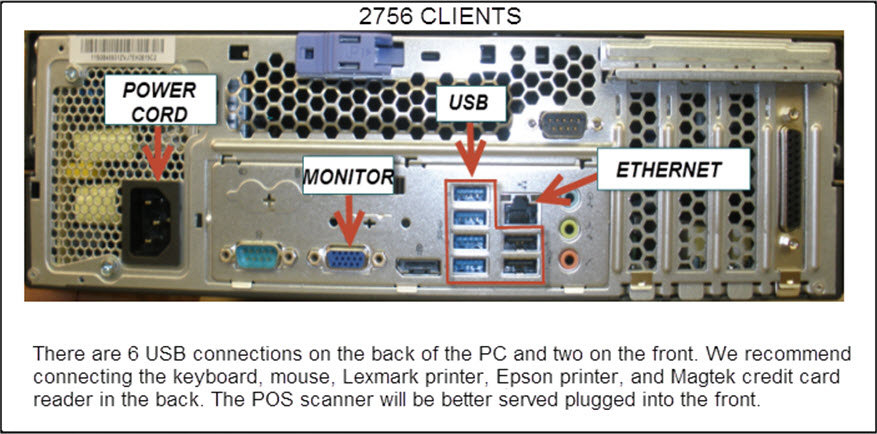 2756 CLIENTS
POWER
CORD
USB
MONITOR
ETHERNET
There are 6 USB connections on the back of the PC and two on the front. We recommend
connecting the keyboard, mouse, Lexmark printer, Epson printer, and Magtek credit card
reader in the back. The POS scanner will be better served plugged into the front.